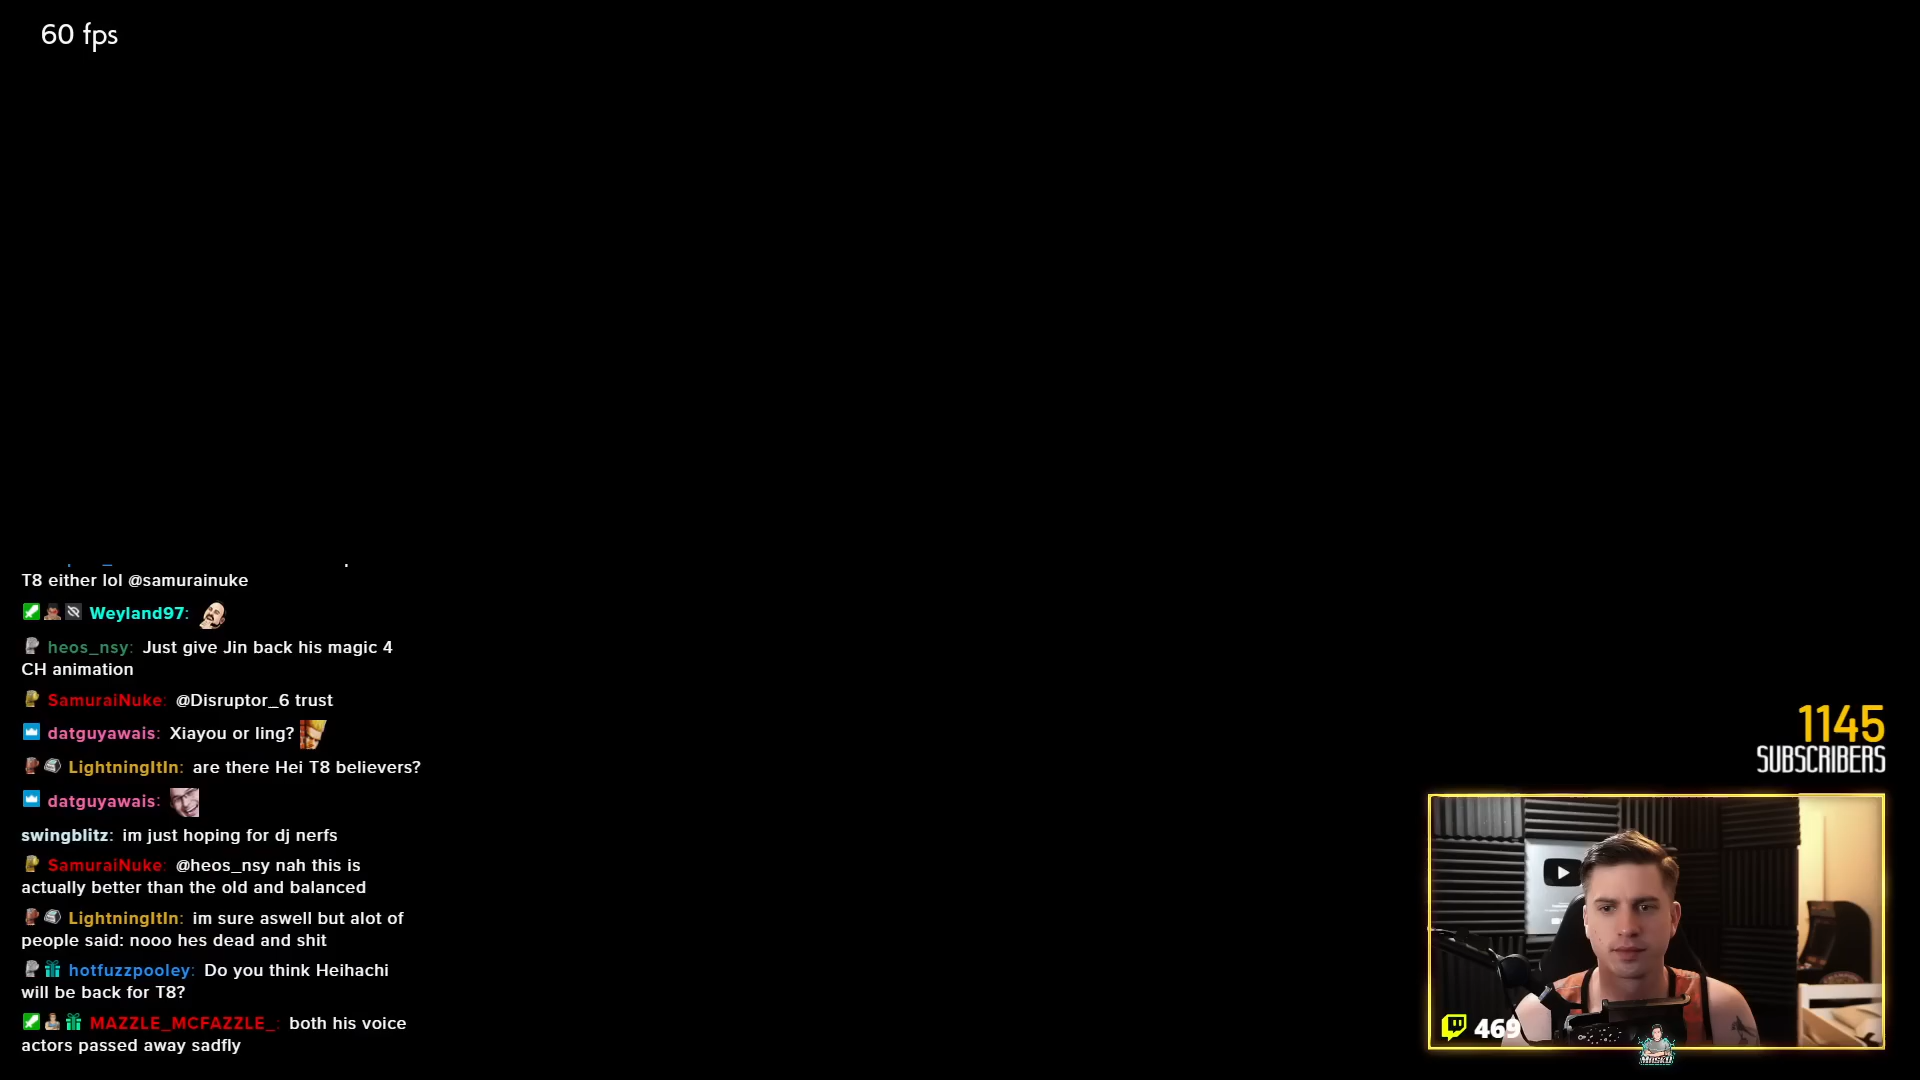 60 fps
T8 either lol @samurainuke
Weyland97:
heos_nsy: Just give Jin back his magic 4
CH animation
SamuraiNuke: @Disruptor_6 trust
datguyawais: Xiayou or ling?
LightningItIn: are there Hei T8 believers?
datguyawais:
swingblitz: im just hoping for dj nerfs
SamuraiNuke: @heos_nsy nah this is
actually better than the old and balanced
LightningItIn: im sure aswell but alot of
people said: nooo hes dead and shit
hotfuzzpooley: Do you think Heihachi
will be back for T8?
MAZZLE_MCFAZZLE_: both his voice
actors passed away sadfly
1145
SUBSCRIBERS
469